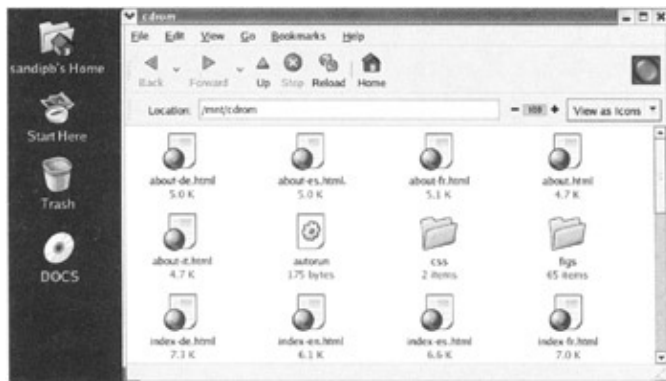 sandipb's Home
Start Here
Trash
DOCS
cdrom
File Edit View Go Bookmarks Help
Back Forward Up Stop Reload Home
Location: /mnt/cdrom
100 View as Icons
about-de.html about-es.html. about-fr.html about.html
5.0 K 5.0 K 5.1 K 4.7 K
about-it.html autorun css figs
4.7 K 175 bytes 2 items 65 items
index-de.html index-en.html index-es.html index-fr.html
7.1 K 6.1 K 6.6 K 7.0 K